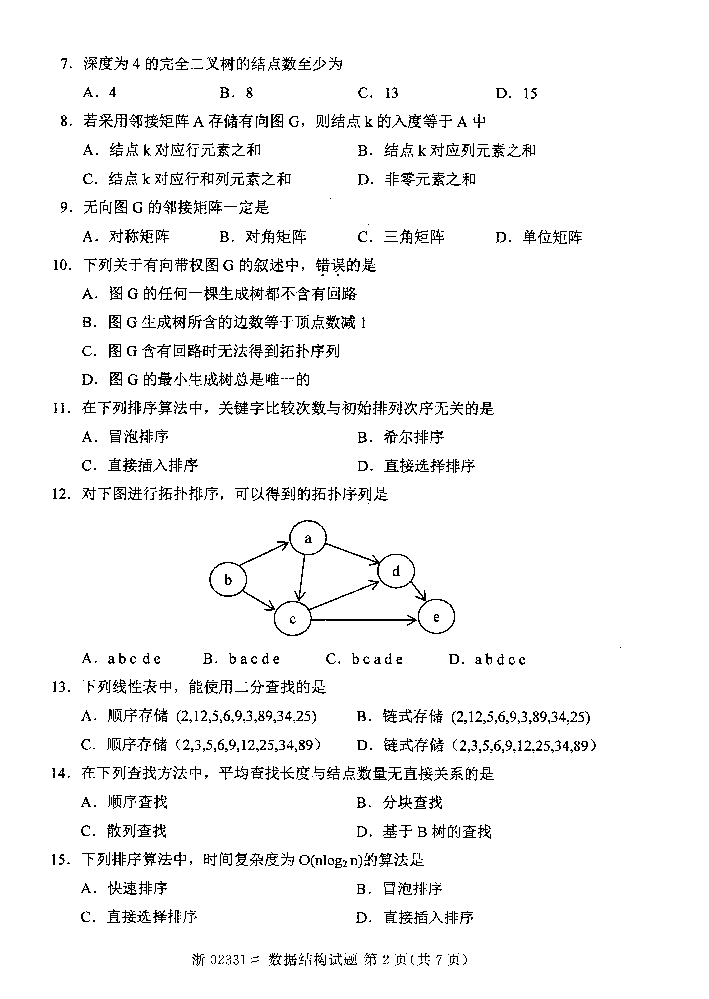 7. 深度为 4 的完全二叉树的结点数至少为
A. 4 B. 8 C. 13 D. 15
8. 若采用邻接矩阵 A 存储有向图 G，则结点 k 的入度等于 A 中
A. 结点 k 对应行元素之和 B. 结点 k 对应列元素之和
C. 结点 k 对应行和列元素之和 D. 非零元素之和
9. 无向图 G 的邻接矩阵一定是
A. 对称矩阵 B. 对角矩阵 C. 三角矩阵 D. 单位矩阵
10. 下列关于有向带权图 G 的叙述中，错误的是
A. 图 G 的任何一棵生成树都不含有回路
B. 图 G 生成树所含的边数等于顶点数减 1
C. 图 G 含有回路时无法得到拓扑序列
D. 图 G 的最小生成树总是唯一的
11. 在下列排序算法中，关键字比较次数与初始排列次序无关的是
A. 冒泡排序 B. 希尔排序
C. 直接插入排序 D. 直接选择排序
12. 对下图进行拓扑排序，可以得到的拓扑序列是
a
d
b
e
c
A. a b c d e B. b a c d e C. b c a d e D. a b d c e
13. 下列线性表中，能使用二分查找的是
A. 顺序存储 (2,12,5,6,9,3,89,34,25) B. 链式存储 (2,12,5,6,9,3,89,34,25)
C. 顺序存储（2,3,5,6,9,12,25,34,89） D. 链式存储（2,3,5,6,9,12,25,34,89）
14. 在下列查找方法中，平均查找长度与结点数量无直接关系的是
A. 顺序查找 B. 分块查找
C. 散列查找 D. 基于 B 树的查找
15. 下列排序算法中，时间复杂度为 O(nlog₂ n)的算法是
A. 快速排序 B. 冒泡排序
C. 直接选择排序 D. 直接插入排序
浙 02331# 数据结构试题 第 2 页(共 7 页)